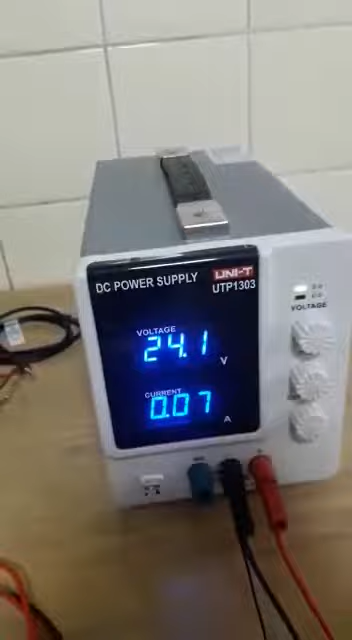 DC POWER SUPPLY
UNI-T
UTP1303
VOLTAGE
24.1
V
CURRENT
0.07
A
VOLTAGE